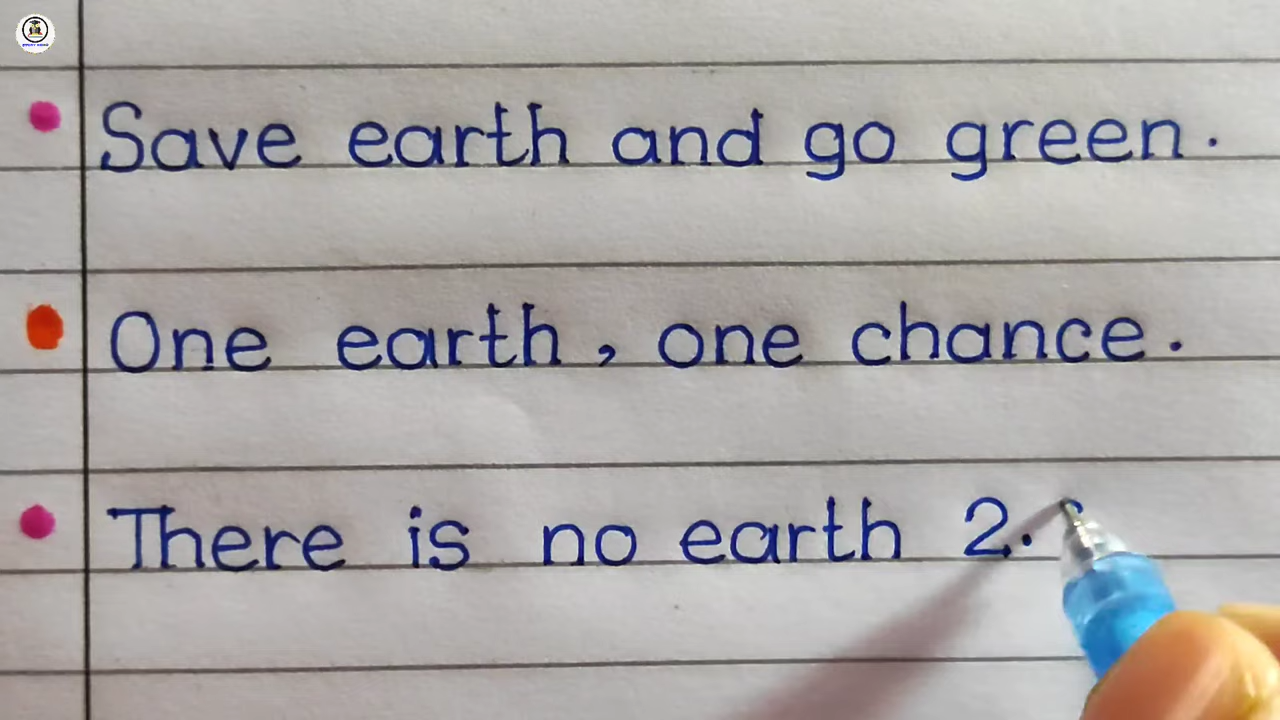 Save earth and go green.
One earth, one chance.
There is no earth 2.